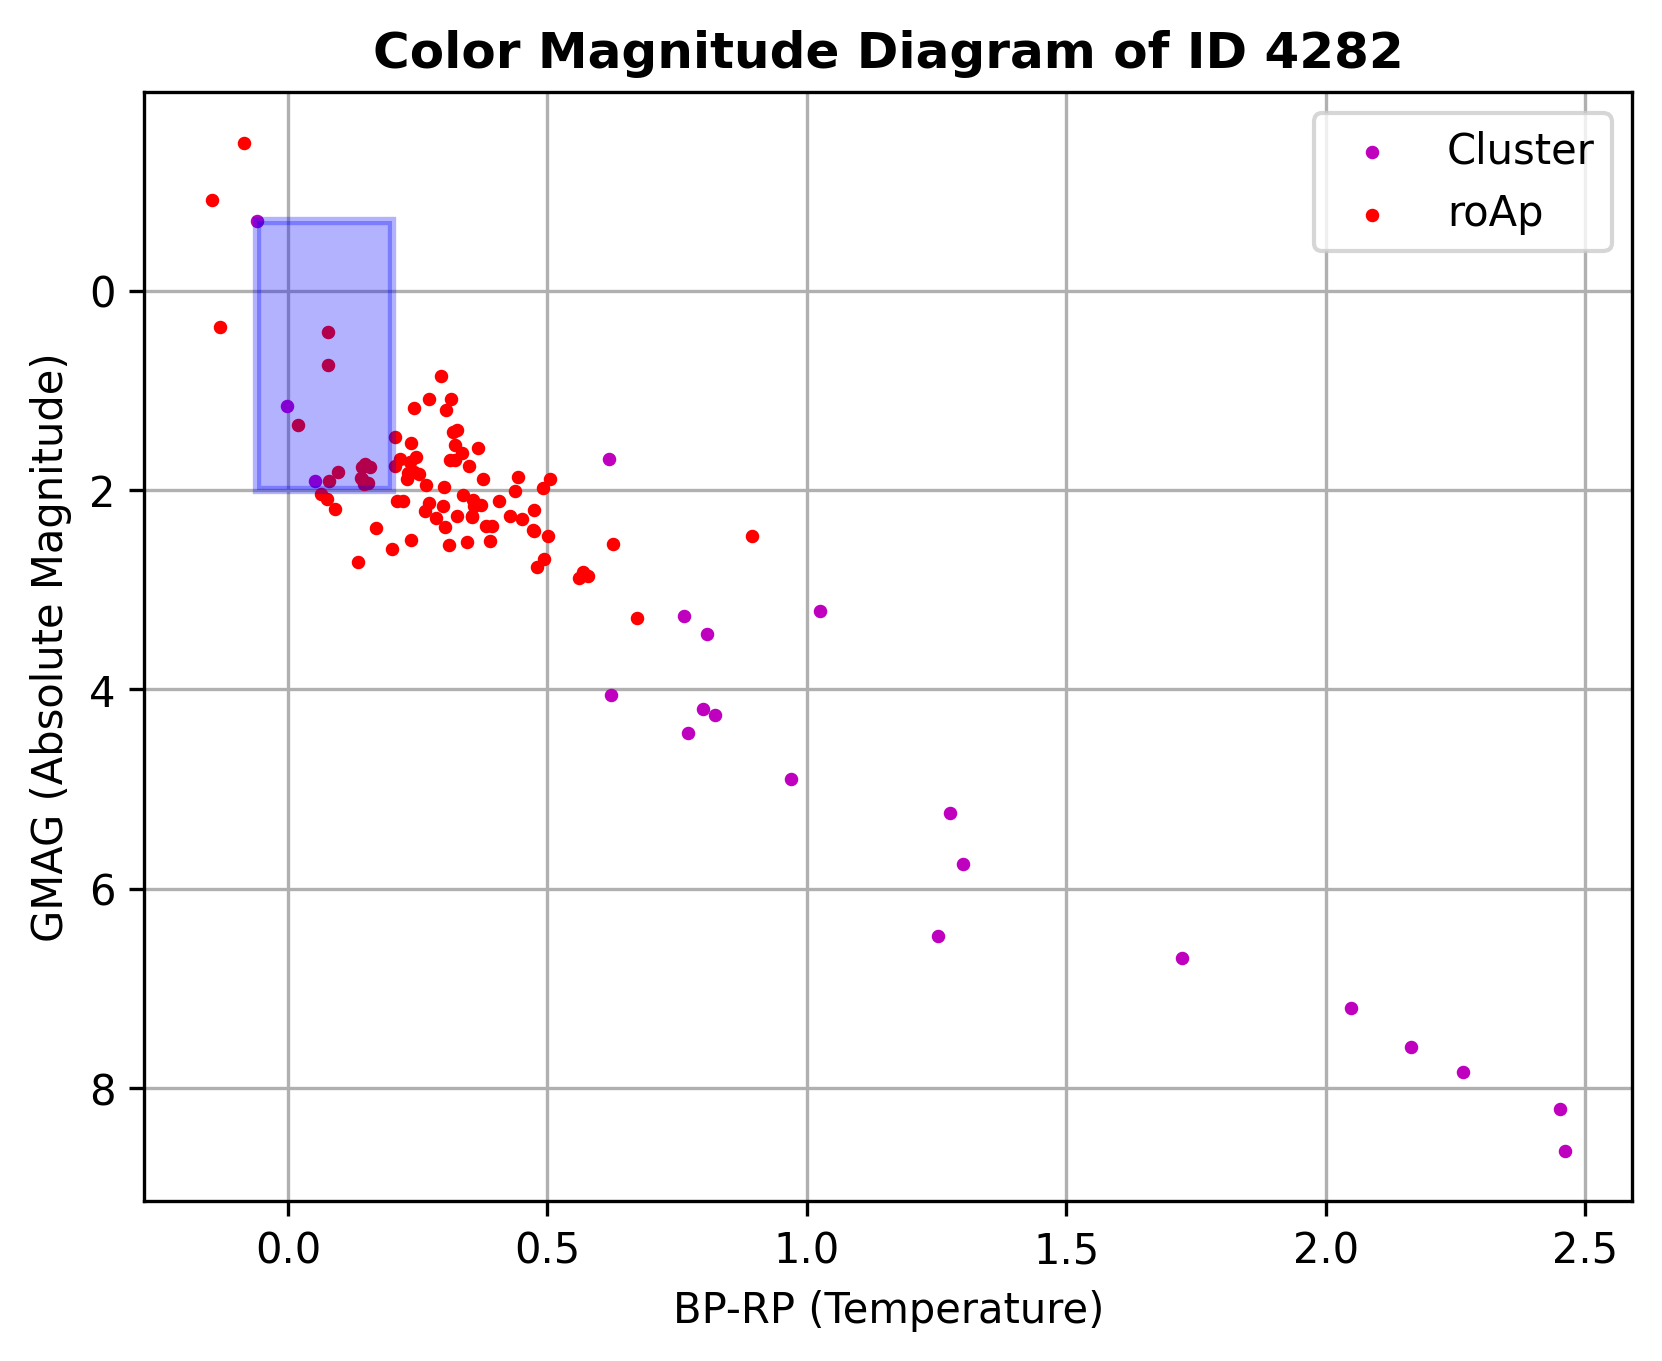 Color Magnitude Diagram of ID 4282
Cluster
roAp
GMAG (Absolute Magnitude)
0
2
4
6
8
0.0 0.5 1.0 1.5 2.0 2.5
BP-RP (Temperature)